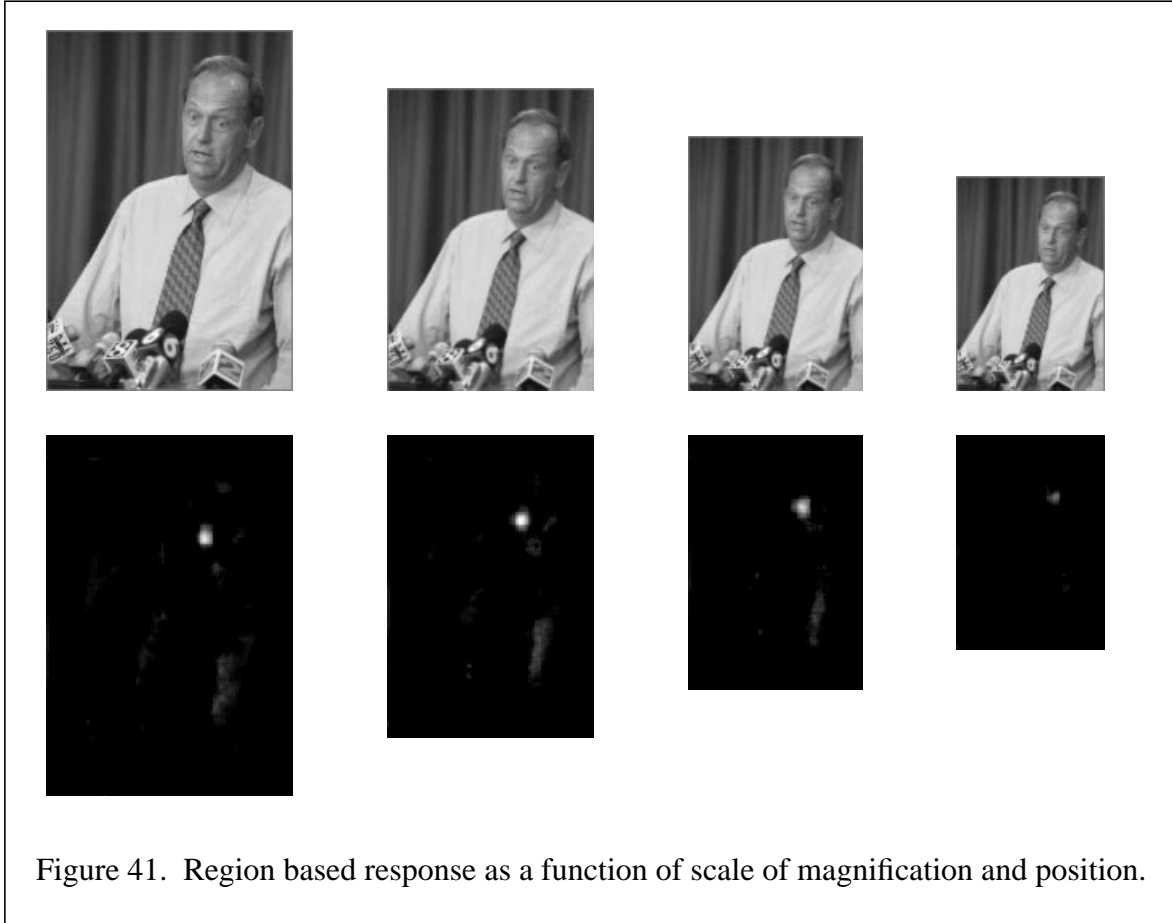 Figure 41.  Region based response as a function of scale of magnification and position.